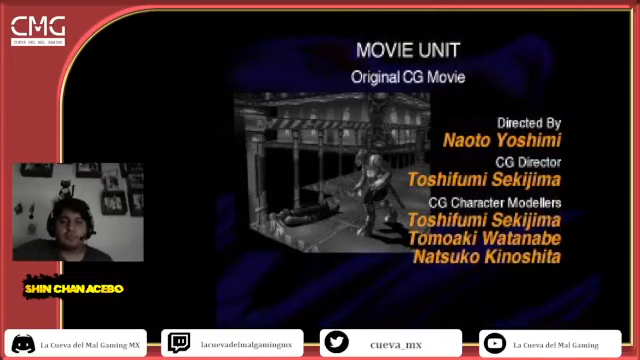 CMG
CUEVA DEL MAL GAMING
MOVIE UNIT
Original CG Movie
Directed By
Naoto Yoshimi
CG Director
Toshifumi Sekijima
CG Character Modellers
Toshifumi Sekijima
Tomoaki Watanabe
Natsuko Kinoshita
SHIN CHAN ACEBO
La Cueva del Mal Gaming MX
lacuevadelmalgamingmx
cueva_mx
La Cueva del Mal Gaming